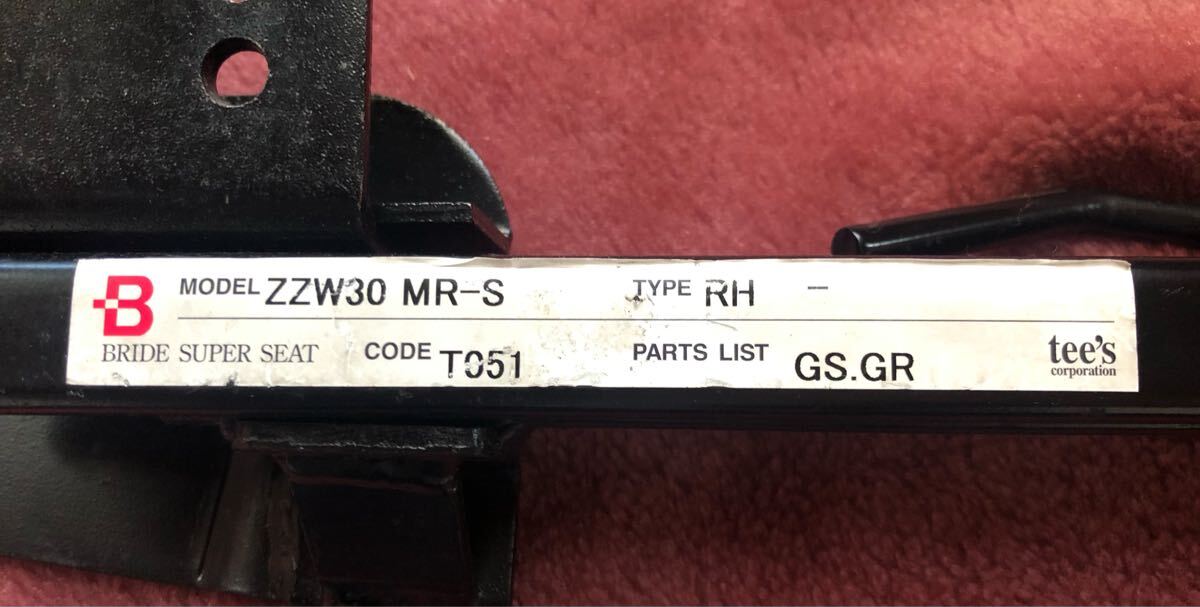 B
MODEL ZZW30 MR-S TYPE RH -
BRIDE SUPER SEAT CODE T051 PARTS LIST GS.GR
tee's
corporation